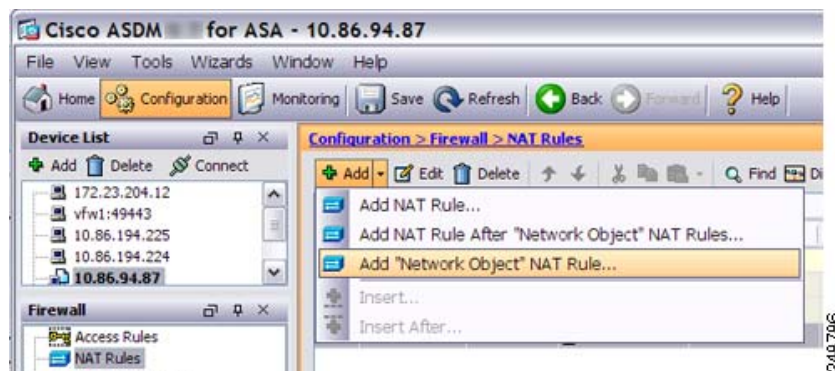 Cisco ASDM for ASA - 10.86.94.87
File View Tools Wizards Window Help
Home Configuration Monitoring Save Refresh Back Forward Help
Device List
Add Delete Connect
172.23.204.12
vfw1:49443
10.86.194.225
10.86.194.224
10.86.94.87
Firewall
Access Rules
NAT Rules
Configuration > Firewall > NAT Rules
Add Edit Delete Find Di
Add NAT Rule...
Add NAT Rule After "Network Object" NAT Rules...
Add "Network Object" NAT Rule...
Insert...
Insert After...